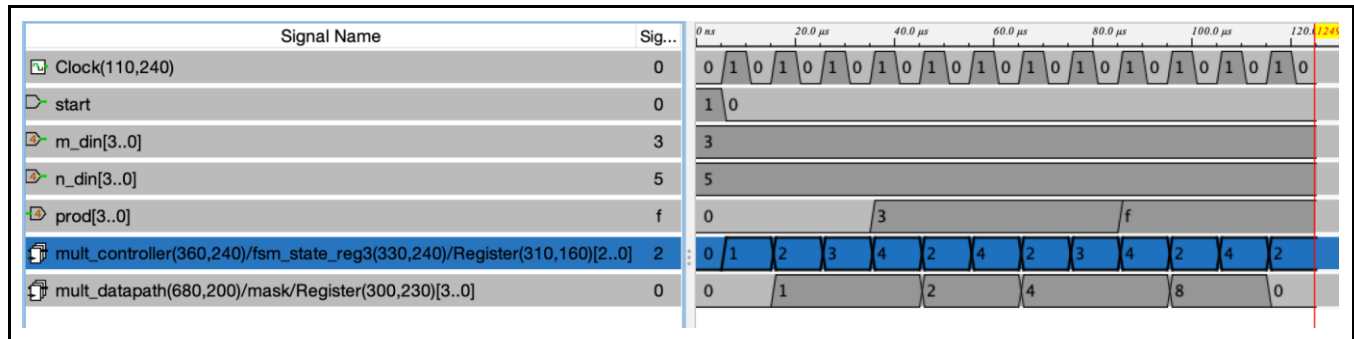 Signal Name Sig... 0 ns 20.0 µs 40.0 µs 60.0 µs 80.0 µs 100.0 µs 120. 1249
Clock(110,240) 0 0 1 0 1 0 1 0 1 0 1 0 1 0 1 0 1 0 1 0 1 0 1 0 1 0
start 0 1 0
m_din[3..0] 3 3
n_din[3..0] 5 5
prod[3..0] f 0 3 f
mult_controller(360,240)/fsm_state_reg3(330,240)/Register(310,160)[2..0] 2 0 1 2 3 4 2 4 2 3 4 2 4 2
mult_datapath(680,200)/mask/Register(300,230)[3..0] 0 0 1 2 4 8 0